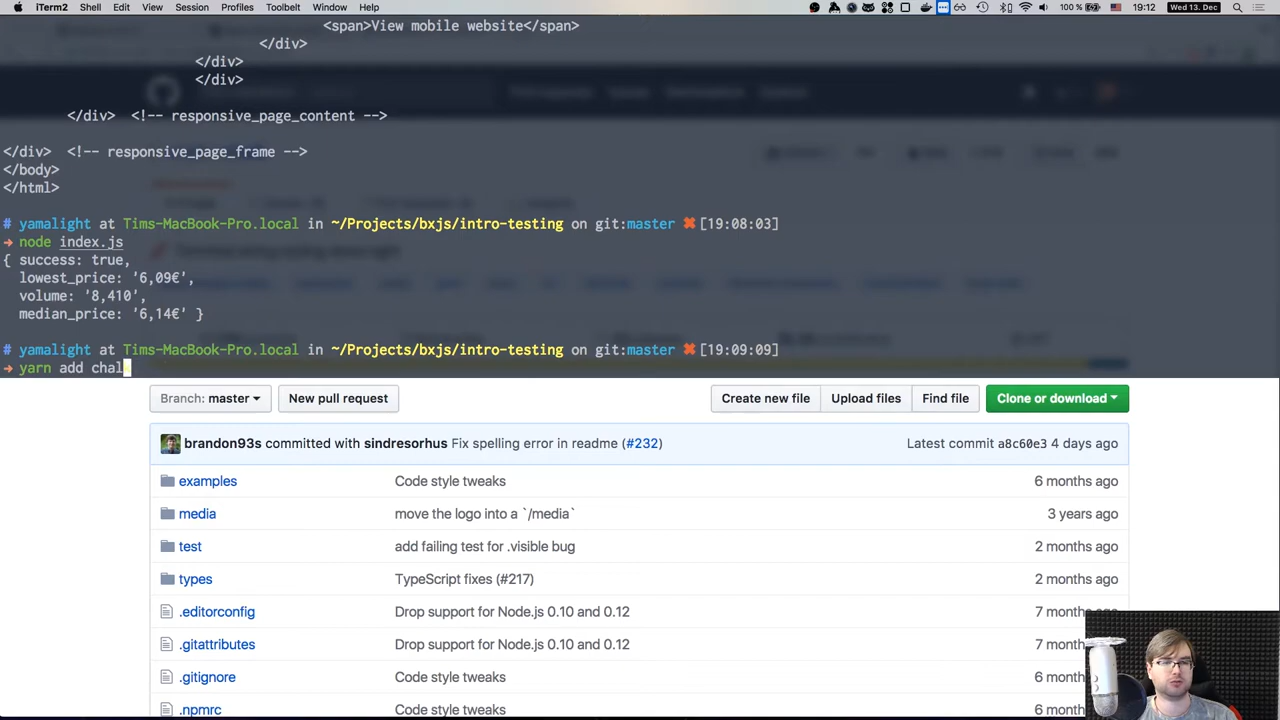 iTerm2 Shell Edit View Session Profiles Toolbelt Window Help 100 % 19:12 Wed 13. Dec
<span>View mobile website</span>
</div>
</div>
</div>
</div> <!-- responsive_page_content -->
</div> <!-- responsive_page_frame -->
</body>
</html>
# yamalight at Tims-MacBook-Pro.local in ~/Projects/bxjs/intro-testing on git:master ✖ [19:08:03]
→ node index.js
{ success: true,
lowest_price: '6,09€',
volume: '8,410',
median_price: '6,14€' }
# yamalight at Tims-MacBook-Pro.local in ~/Projects/bxjs/intro-testing on git:master ✖ [19:09:09]
→ yarn add chal
Branch: master New pull request Create new file Upload files Find file Clone or download
brandon93s committed with sindresorhus Fix spelling error in readme (#232) Latest commit a8c60e3 4 days ago
examples Code style tweaks 6 months ago
media move the logo into a `/media` 3 years ago
test add failing test for .visible bug 2 months ago
types TypeScript fixes (#217) 2 months ago
.editorconfig Drop support for Node.js 0.10 and 0.12 7 months ago
.gitattributes Drop support for Node.js 0.10 and 0.12 7 mon
.gitignore Code style tweaks 6 mon
.npmrc Code style tweaks 6 mon